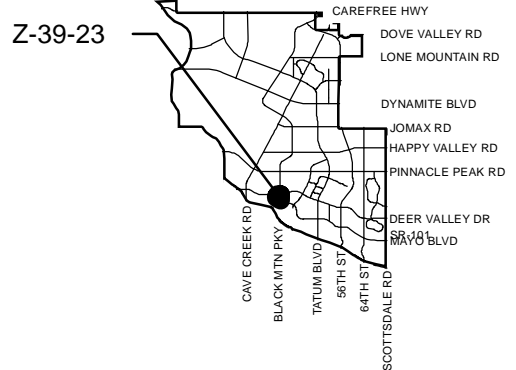 CAREFREE HWY
Z-39-23
DOVE VALLEY RD
LONE MOUNTAIN RD
DYNAMITE BLVD
JOMAX RD
HAPPY VALLEY RD
PINNACLE PEAK RD
DEER VALLEY DR
SR-101
MAYO BLVD
CAVE CREEK RD
BLACK MTN PKY
TATUM BLVD
56TH ST
64TH ST
SCOTTSDALE RD